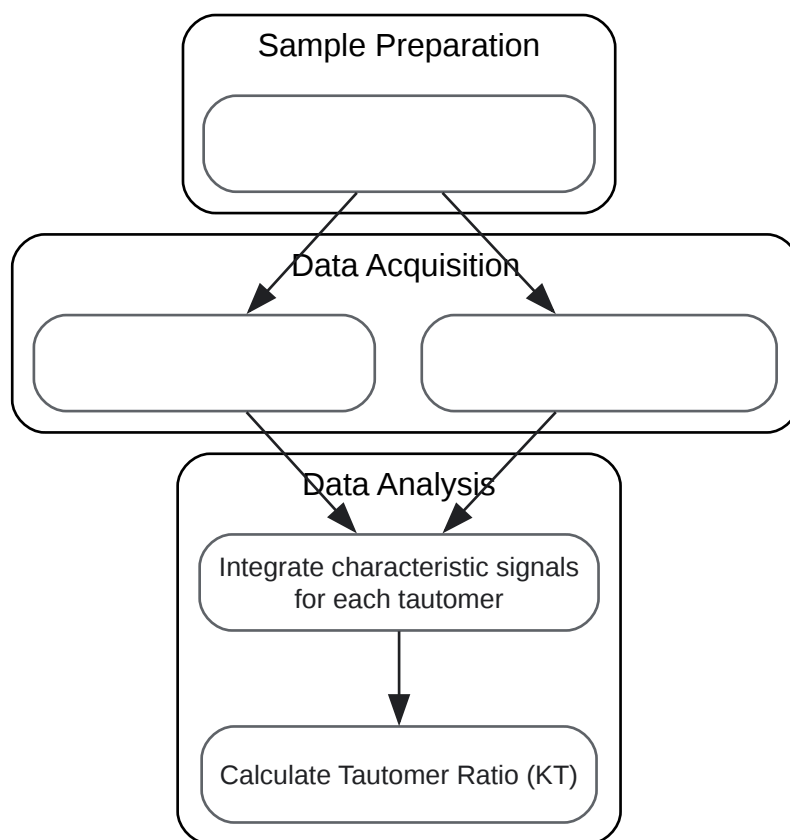 Sample Preparation
Data Acquisition
Data Analysis
Integrate characteristic signals
for each tautomer
Calculate Tautomer Ratio (KT)